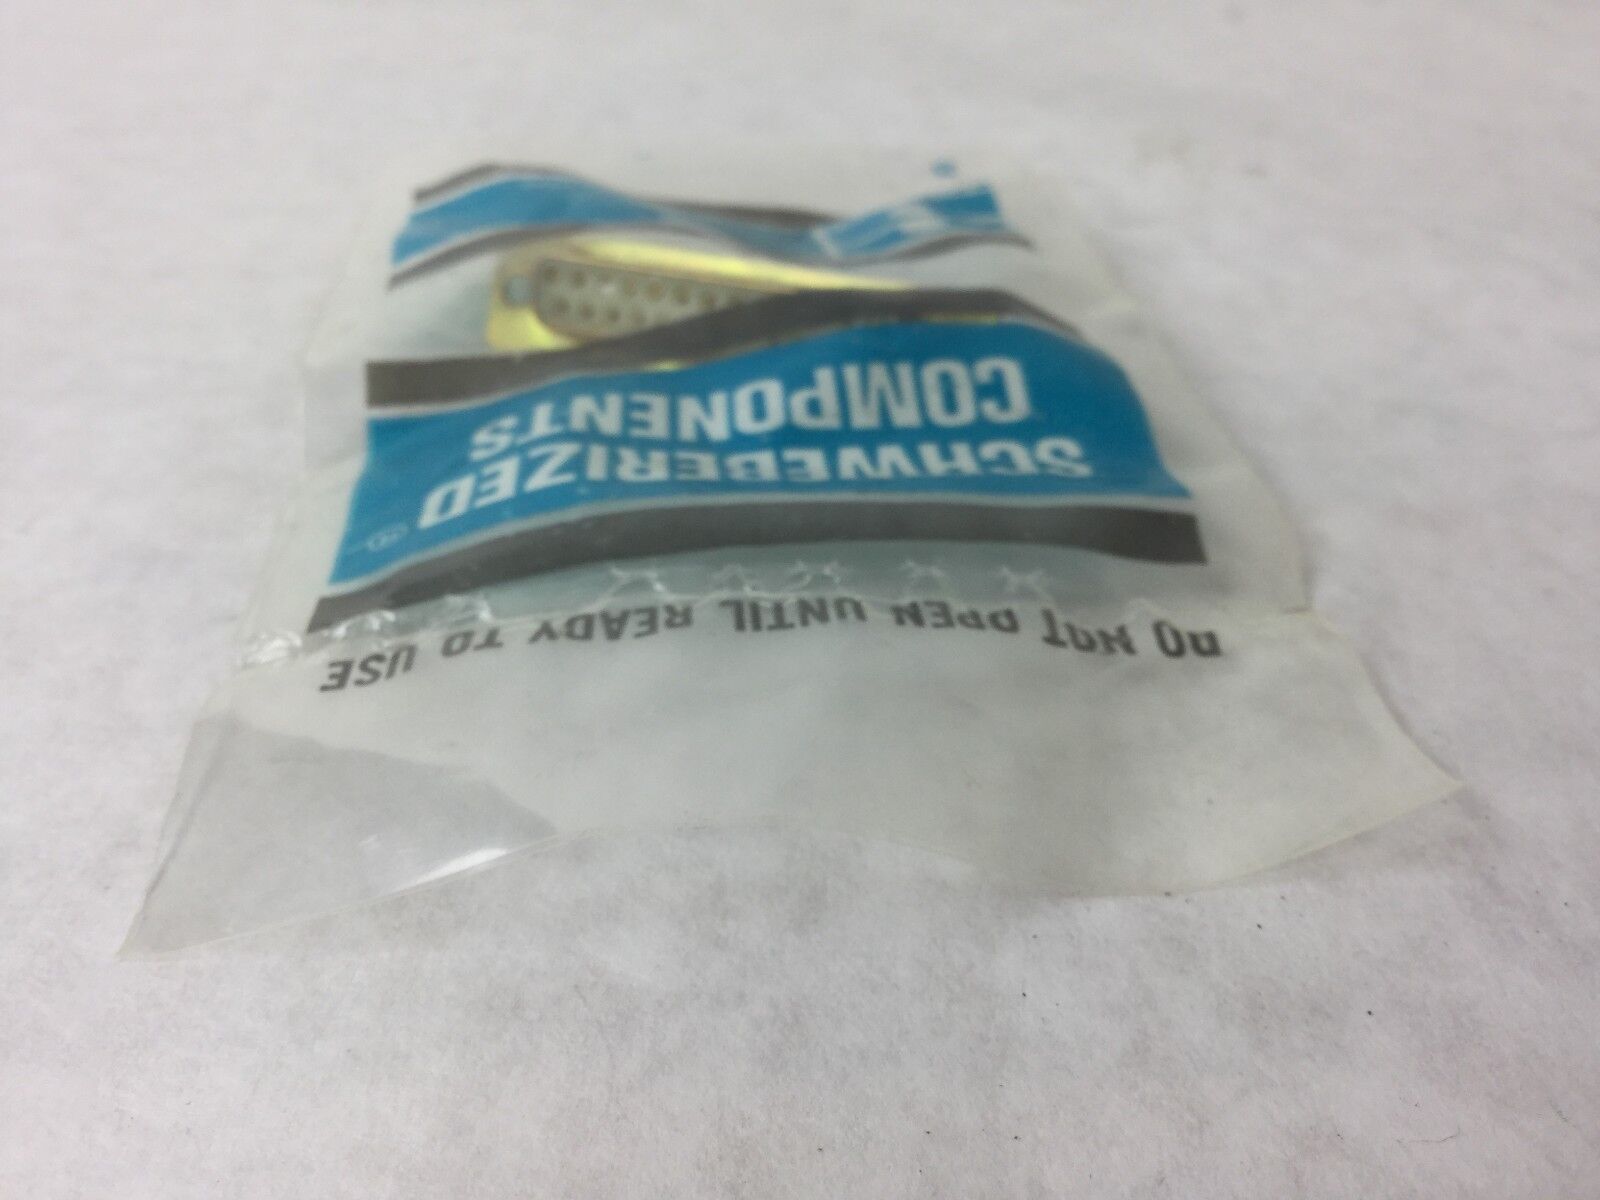 DO NOT OPEN UNTIL READY TO USE
SCHWEBERIZED
COMPONENTS